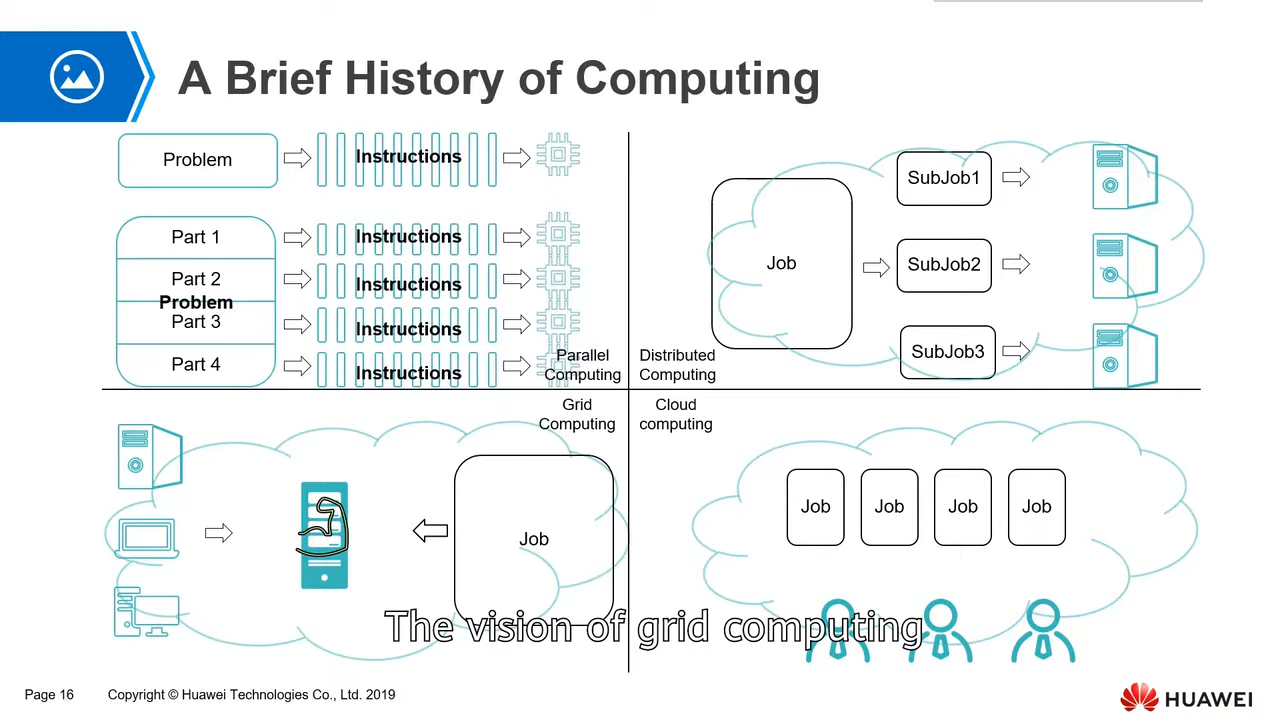 A Brief History of Computing
Problem
Instructions
Part 1
Instructions
Part 2
Instructions
Problem
Part 3
Instructions
Part 4
Instructions
Parallel
Computing
Job
SubJob1
SubJob2
SubJob3
Distributed
Computing
Grid
Computing
Job
Cloud
computing
Job
Job
Job
Job
The vision of grid computing
Page 16
Copyright © Huawei Technologies Co., Ltd. 2019
HUAWEI